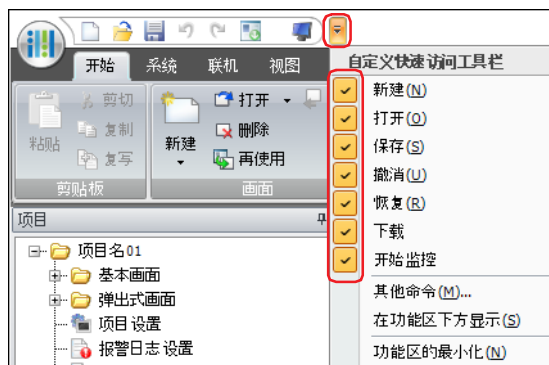 开始 系统 联机 视图
粘贴
剪切
复制
复写
剪贴板
新建
打开
删除
再使用
画面
项目
项目名01
基本画面
弹出式画面
项目设置
报警日志设置
自定义快速访问工具栏
新建(N)
打开(O)
保存(S)
撤消(U)
恢复(R)
下载
开始监控
其他命令(M)...
在功能区下方显示(S)
功能区的最小化(N)